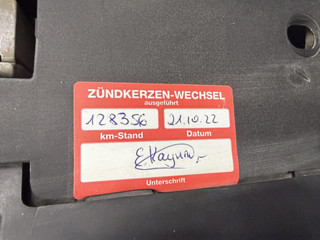 ZÜNDKERZEN-WECHSEL
ausgeführt
128356 21.10.22
km-Stand Datum
Unterschrift